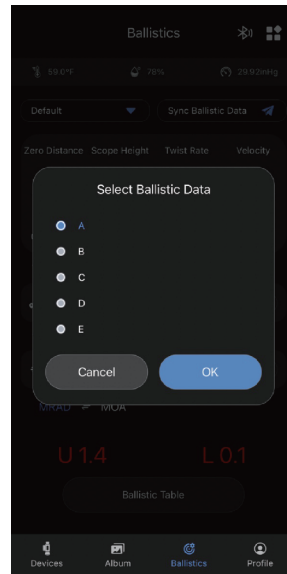 Ballistics
59.0°F 78% 29.92inHg
Default Sync Ballistic Data
Zero Distance Scope Height Twist Rate Velocity
Select Ballistic Data
A
B
C
D
E
Cancel OK
MRAD ⇌ MOA
U 1.4 L 0.1
Ballistic Table
Devices Album Ballistics Profile